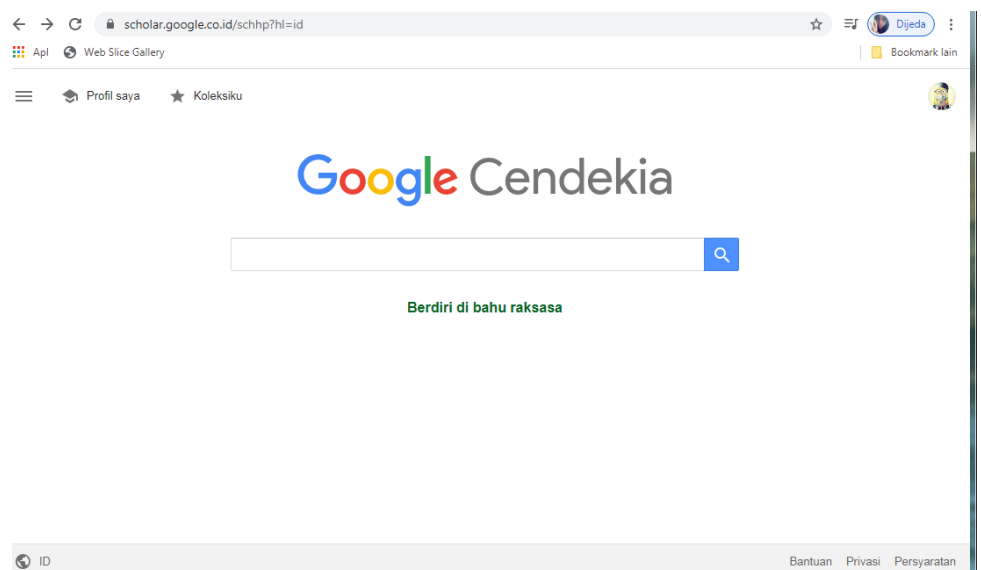 scholar.google.co.id/schhp?hl=id
Dijeda
Apl
Web Slice Gallery
Bookmark lain
Profil saya
Koleksiku
Google Cendekia
Berdiri di bahu raksasa
ID
Bantuan Privasi Persyaratan